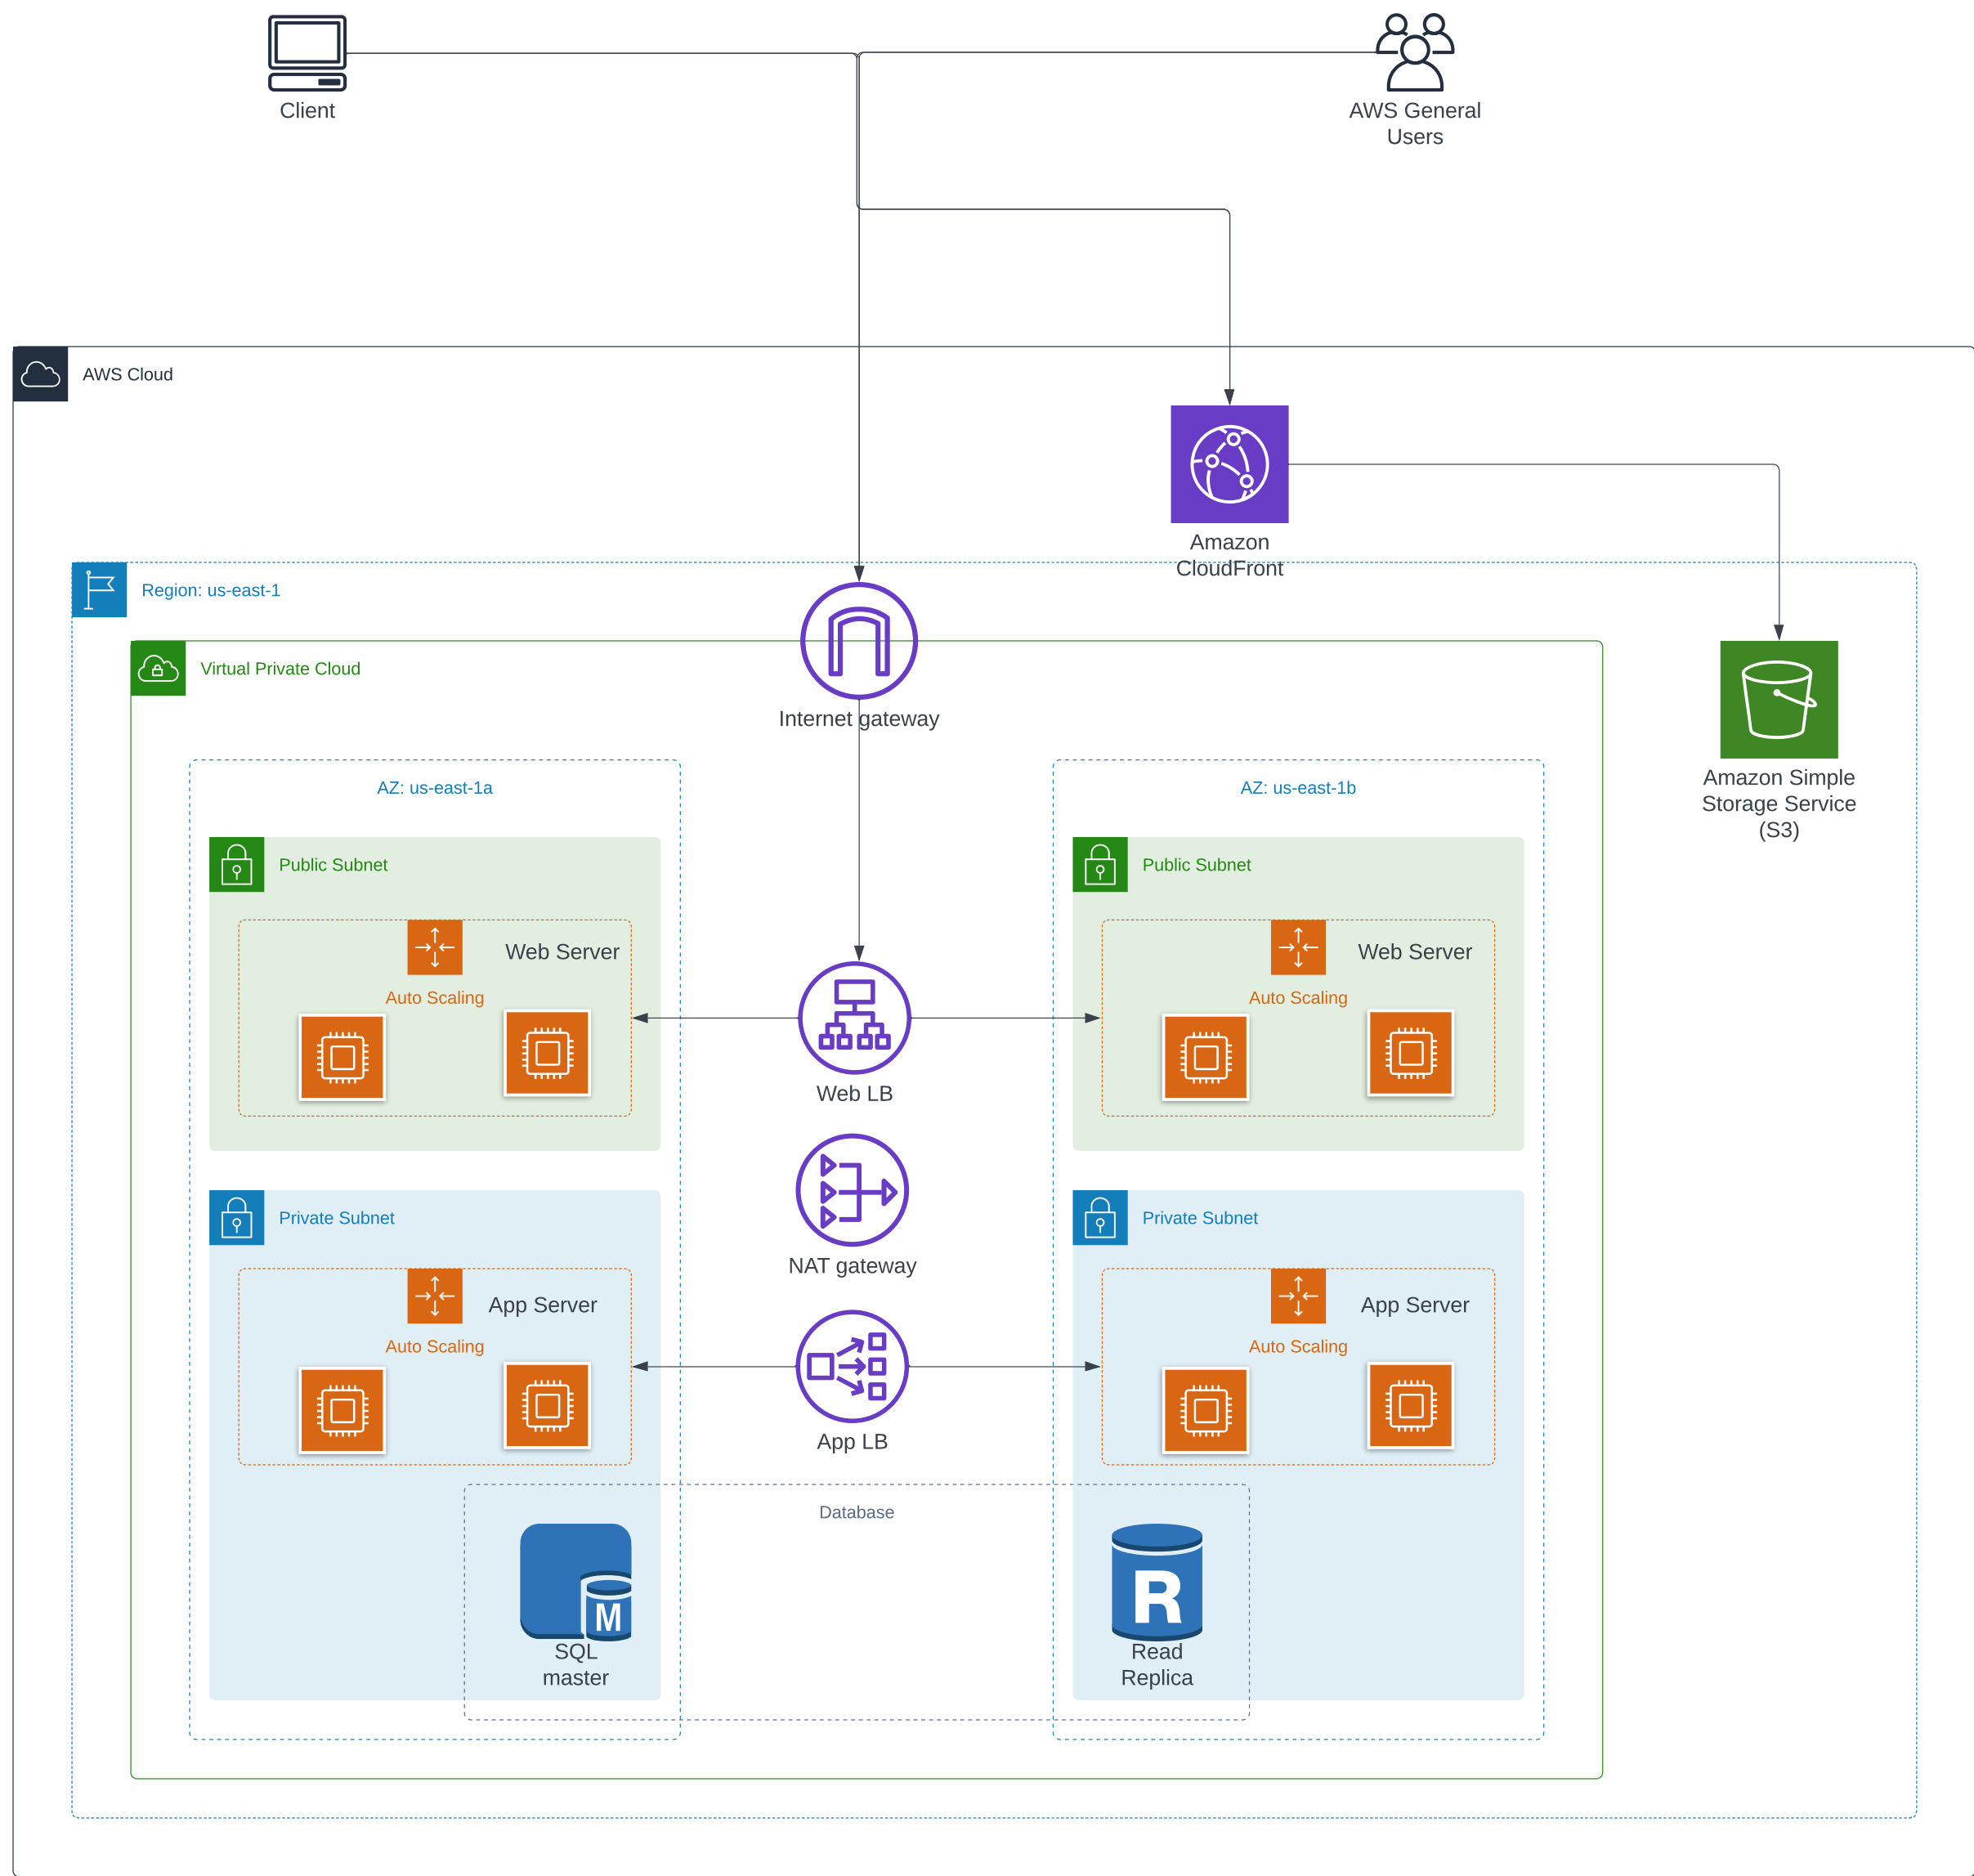 Client
AWS General
Users
AWS Cloud
Amazon
CloudFront
Region: us-east-1
Virtual Private Cloud
Internet gateway
Amazon Simple
Storage Service
(S3)
AZ: us-east-1a
AZ: us-east-1b
Public Subnet
Public Subnet
Web Server
Web Server
Auto Scaling
Auto Scaling
Web LB
Private Subnet
Private Subnet
NAT gateway
App Server
App Server
Auto Scaling
Auto Scaling
App LB
Database
M
R
SQL
master
Read
Replica